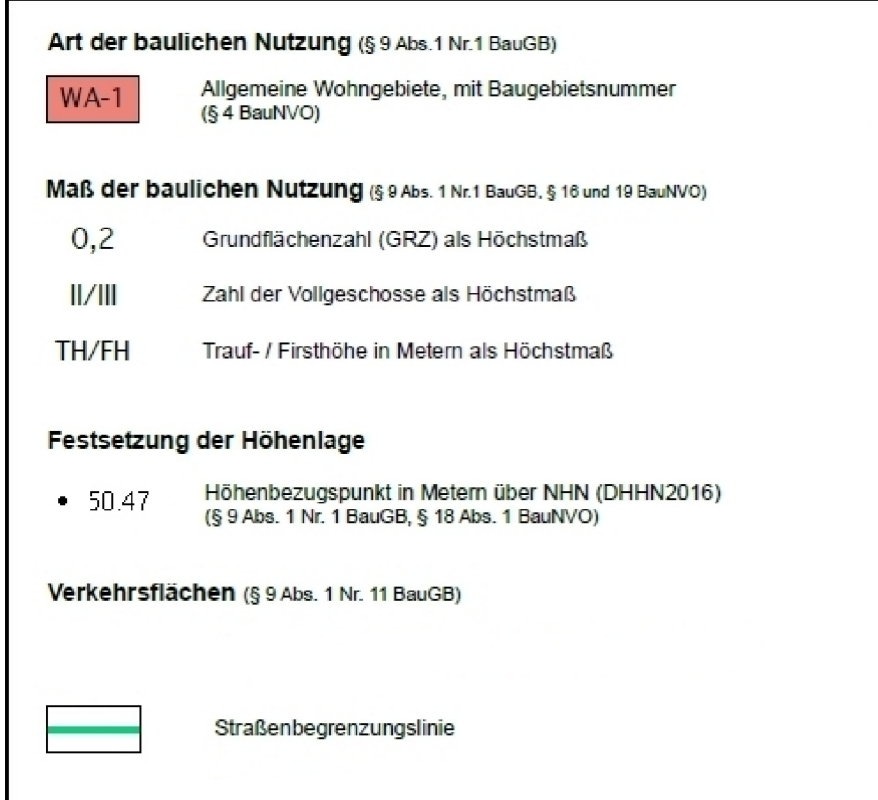 Art der baulichen Nutzung (§ 9 Abs.1 Nr.1 BauGB)
WA-1 Allgemeine Wohngebiete, mit Baugebietsnummer
(§ 4 BauNVO)
Maß der baulichen Nutzung (§ 9 Abs. 1 Nr.1 BauGB, § 16 und 19 BauNVO)
0,2 Grundflächenzahl (GRZ) als Höchstmaß
II/III Zahl der Vollgeschosse als Höchstmaß
TH/FH Trauf- / Firsthöhe in Metern als Höchstmaß
Festsetzung der Höhenlage
• 50.47 Höhenbezugspunkt in Metern über NHN (DHHN2016)
(§ 9 Abs. 1 Nr. 1 BauGB, § 18 Abs. 1 BauNVO)
Verkehrsflächen (§ 9 Abs. 1 Nr. 11 BauGB)
Straßenbegrenzungslinie